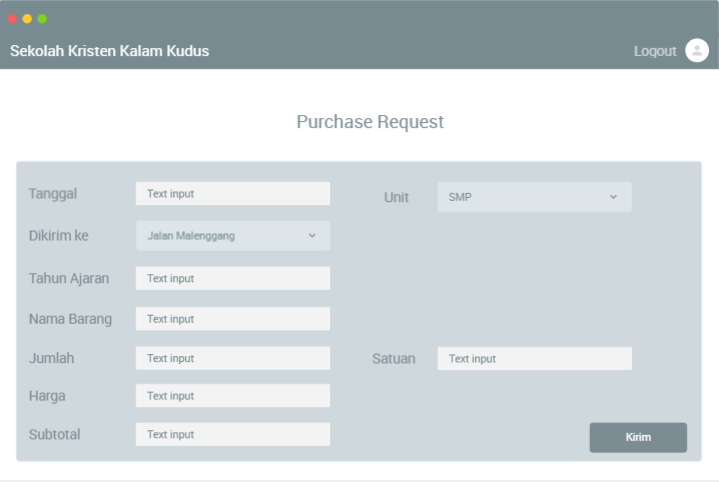 Sekolah Kristen Kalam Kudus
Logout
Purchase Request
Tanggal Text input Unit SMP
Dikirim ke Jalan Malenggang
Tahun Ajaran Text input
Nama Barang Text input
Jumlah Text input Satuan Text input
Harga Text input
Subtotal Text input
Kirim